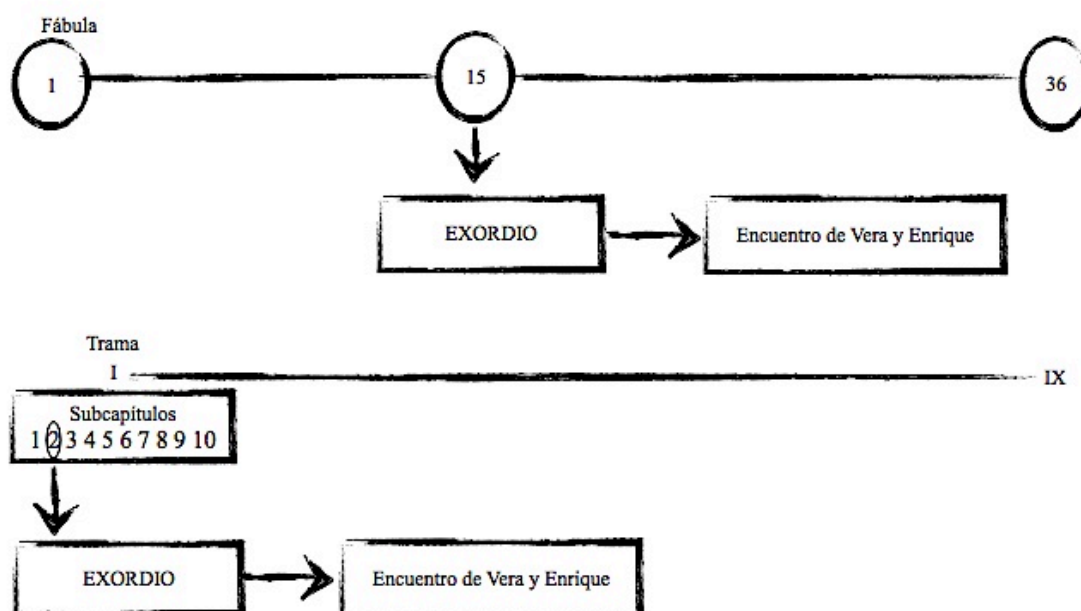 Fábula
1 15 36
EXORDIO Encuentro de Vera y Enrique
Trama
I IX
Subcapítulos
1 2 3 4 5 6 7 8 9 10
EXORDIO Encuentro de Vera y Enrique